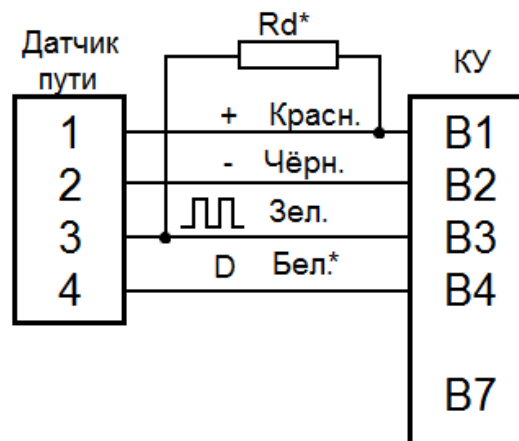 Rd*
Датчик
пути
КУ
1 + Красн. B1
2 - Чёрн. B2
3 Зел. B3
4 D Бел.* B4
B7